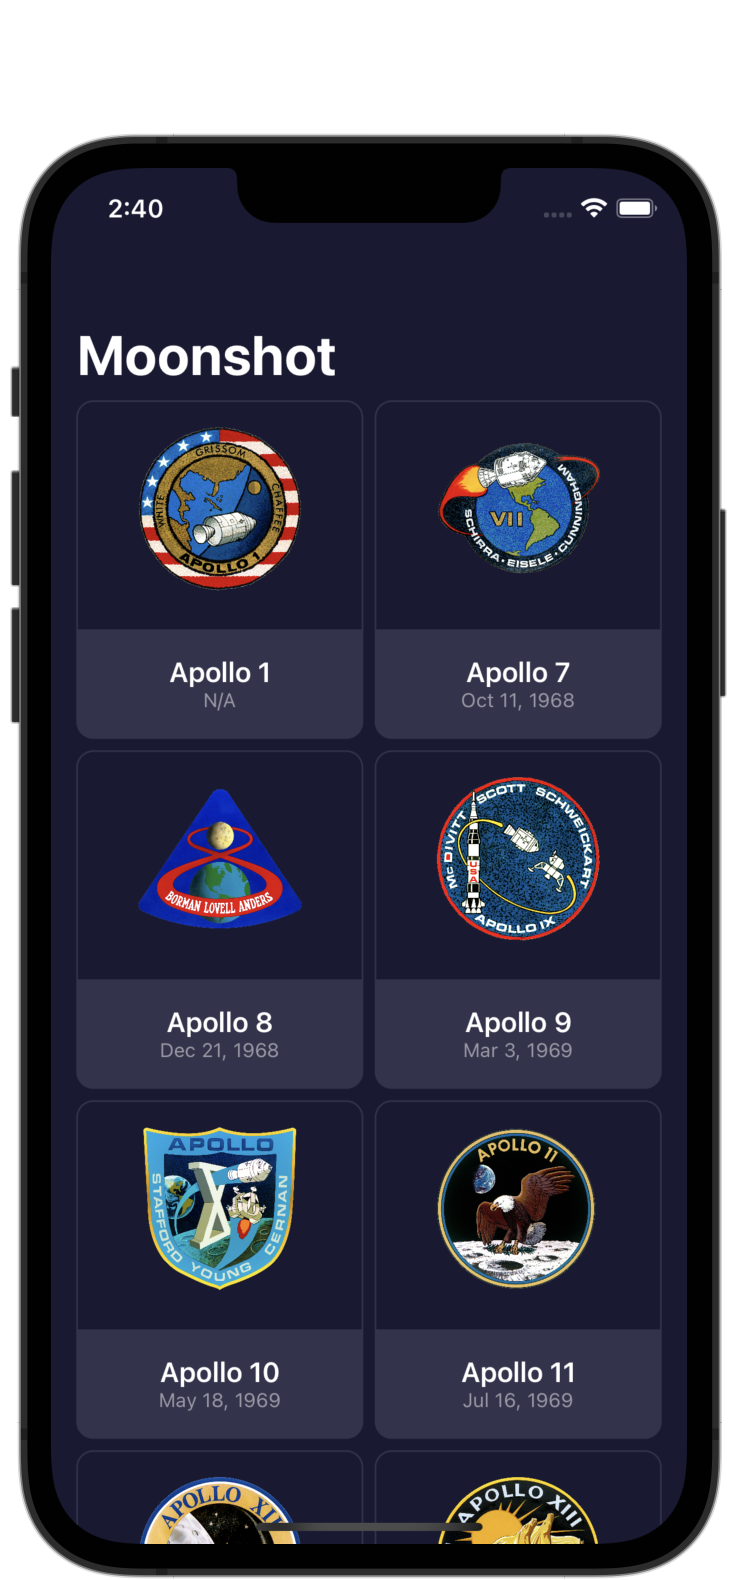 2:40
Moonshot
GRISSOM
WHITE
CHAFFEE
APOLLO 1
VII
SCHIRRA • EISELE • CUNNINGHAM
Apollo 1
N/A
Apollo 7
Oct 11, 1968
BORMAN LOVELL ANDERS
McDIVITT SCOTT SCHWEICKART
USA
APOLLO IX
Apollo 8
Dec 21, 1968
Apollo 9
Mar 3, 1969
APOLLO
X
STAFFORD YOUNG CERNAN
APOLLO 11
Apollo 10
May 18, 1969
Apollo 11
Jul 16, 1969
APOLLO XII
APOLLO XIII